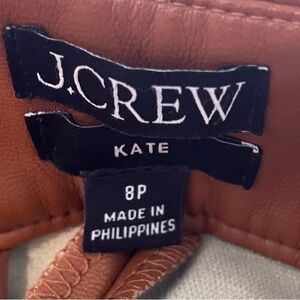 J.CREW
KATE
8P
MADE IN
PHILIPPINES